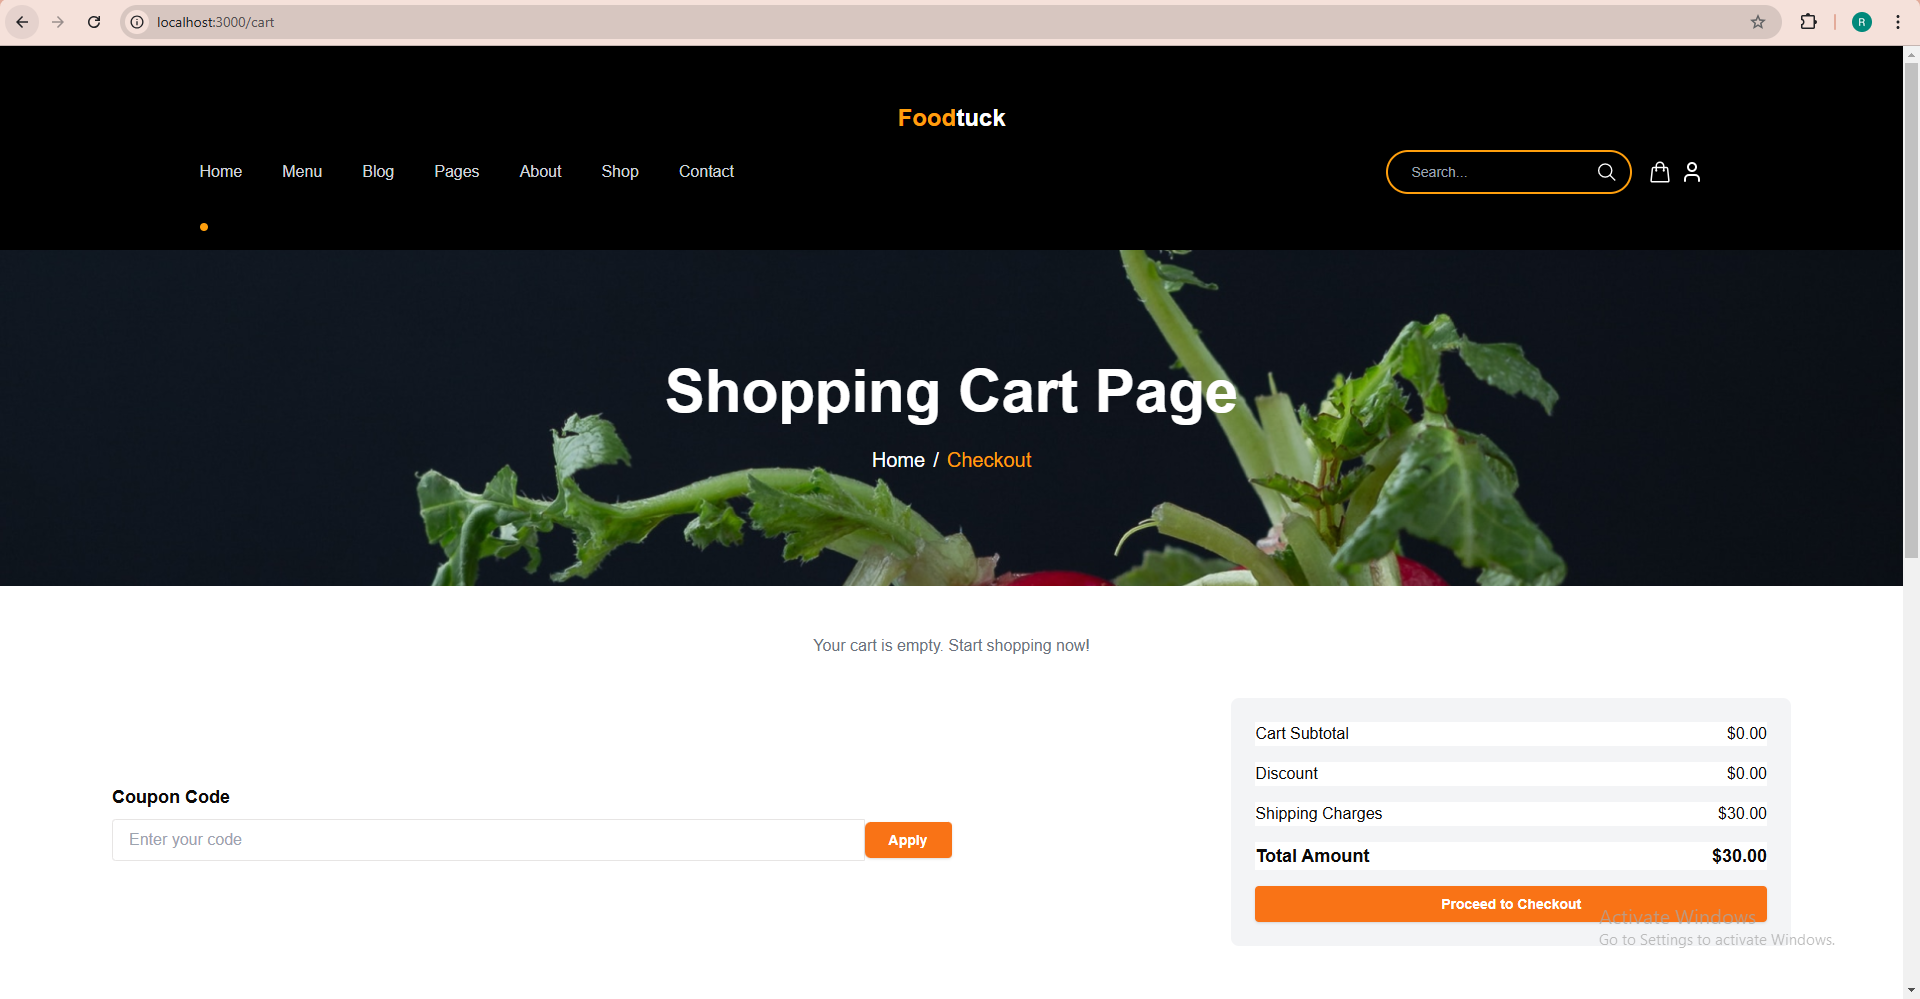 localhost:3000/cart
R
Foodtuck
Home Menu Blog Pages About Shop Contact
Search...
Shopping Cart Page
Home / Checkout
Your cart is empty. Start shopping now!
Cart Subtotal $0.00
Discount $0.00
Shipping Charges $30.00
Total Amount $30.00
Proceed to Checkout
Coupon Code
Enter your code
Apply
Activate Windows
Go to Settings to activate Windows.